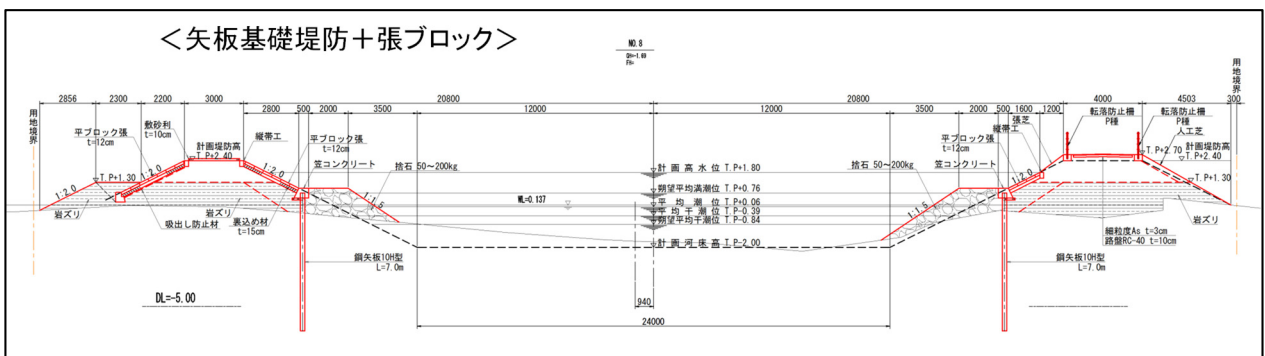 ＜矢板基礎堤防＋張ブロック＞
NO.8
GH=-1.69
FH=
2856
2300
2200
3000
2800
500
2000
3500
20800
12000
12000
20800
3500
2000
500
1600
1200
4000
4503
300
用地境界
平ブロック張
t=12cm
敷砂利
t=10cm
計画堤防高
T.P+2.40
縦帯工
平ブロック張
t=12cm
笠コンクリート
捨石 50～200kg
1:2.0
T.P+1.30
1:2.0
1:2.0
1:1.5
岩ズリ
吸出し防止材
岩ズリ
裏込め材
t=15cm
鋼矢板10H型
L=7.0m
DL=-5.00
WL=0.137
計画高水位 T.P+1.80
朔望平均満潮位 T.P+0.76
平均潮位 T.P+0.06
平均干潮位 T.P-0.39
朔望平均干潮位 T.P-0.84
計画河床高 T.P-2.00
940
24000
捨石 50～200kg
平ブロック張
t=12cm
笠コンクリート
縦帯工
張芝
1:1.5
1:2.0
転落防止柵
P種
転落防止柵
P種
人工芝
T.P+2.70
計画堤防高
T.P+2.40
T.P+1.30
岩ズリ
細粒度As t=3cm
路盤RC-40 t=10cm
鋼矢板10H型
L=7.0m
用地境界